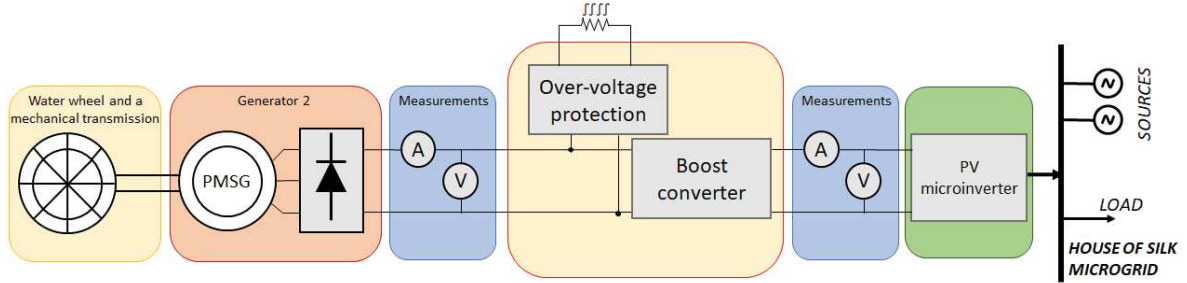 Water wheel and a
mechanical transmission
Generator 2
PMSG
Measurements
A
V
Over-voltage
protection
Boost
converter
Measurements
A
V
PV
microinverter
SOURCES
LOAD
HOUSE OF SILK
MICROGRID